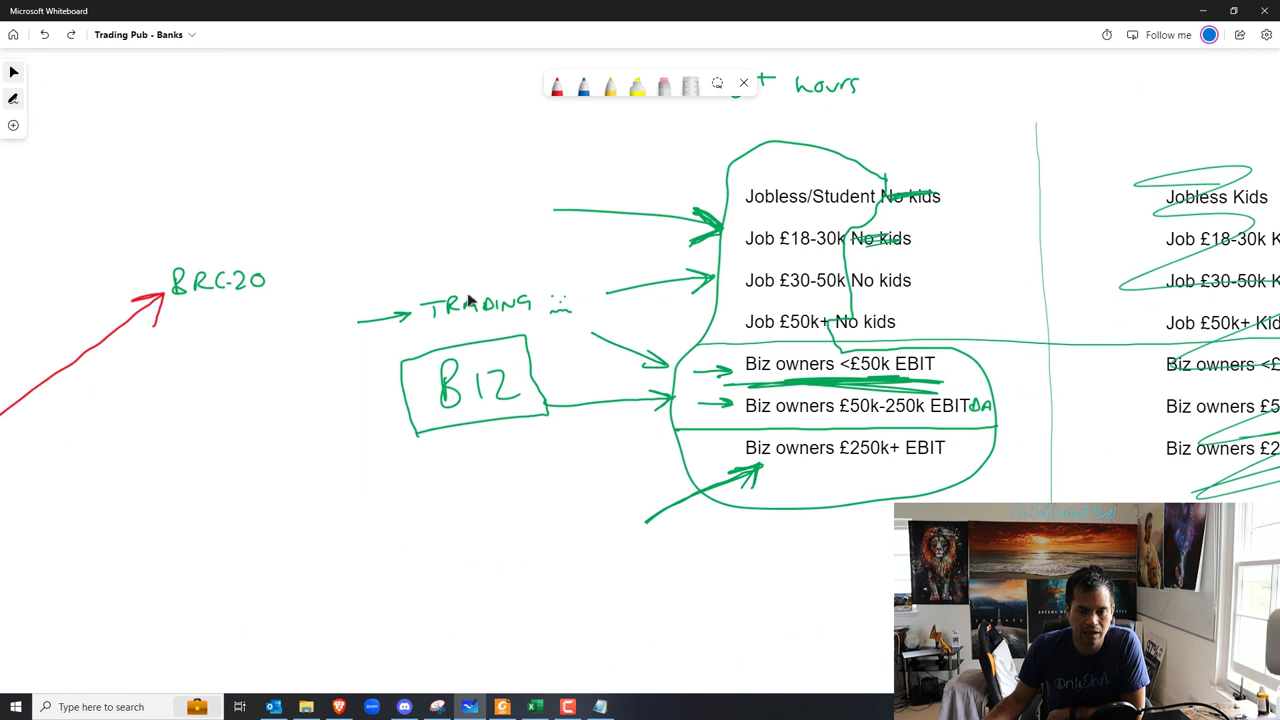 Microsoft Whiteboard
Trading Pub - Banks
Follow me
+ hours
Jobless/Student No kids
Jobless Kids
Job £18-30k No kids
Job £18-30k K
BRC-20
Job £30-50k No kids
Job £30-50k K
TRADING
Job £50k+ No kids
Job £50k+ Kid
BIZ
Biz owners <£50k EBIT
Biz owners <£
Biz owners £50k-250k EBITDA
Biz owners £5
Biz owners £250k+ EBIT
Biz owners £2
Type here to search